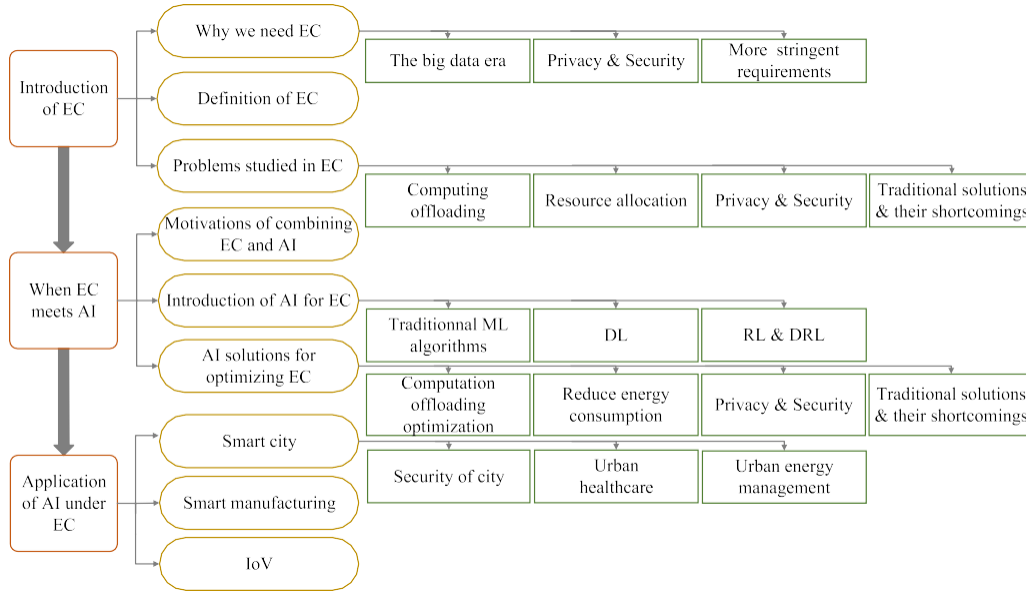 Introduction
of EC
Why we need EC
The big data era
Privacy & Security
More stringent
requirements
Definition of EC
Problems studied in EC
Computing
offloading
Resource allocation
Privacy & Security
Traditional solutions
& their shortcomings
When EC
meets AI
Motivations of combining
EC and AI
Introduction of AI for EC
Traditionnal ML
algorithms
DL
RL & DRL
AI solutions for
optimizing EC
Computation
offloading
optimization
Reduce energy
consumption
Privacy & Security
Traditional solutions
& their shortcomings
Application
of AI under
EC
Smart city
Security of city
Urban
healthcare
Urban energy
management
Smart manufacturing
IoV